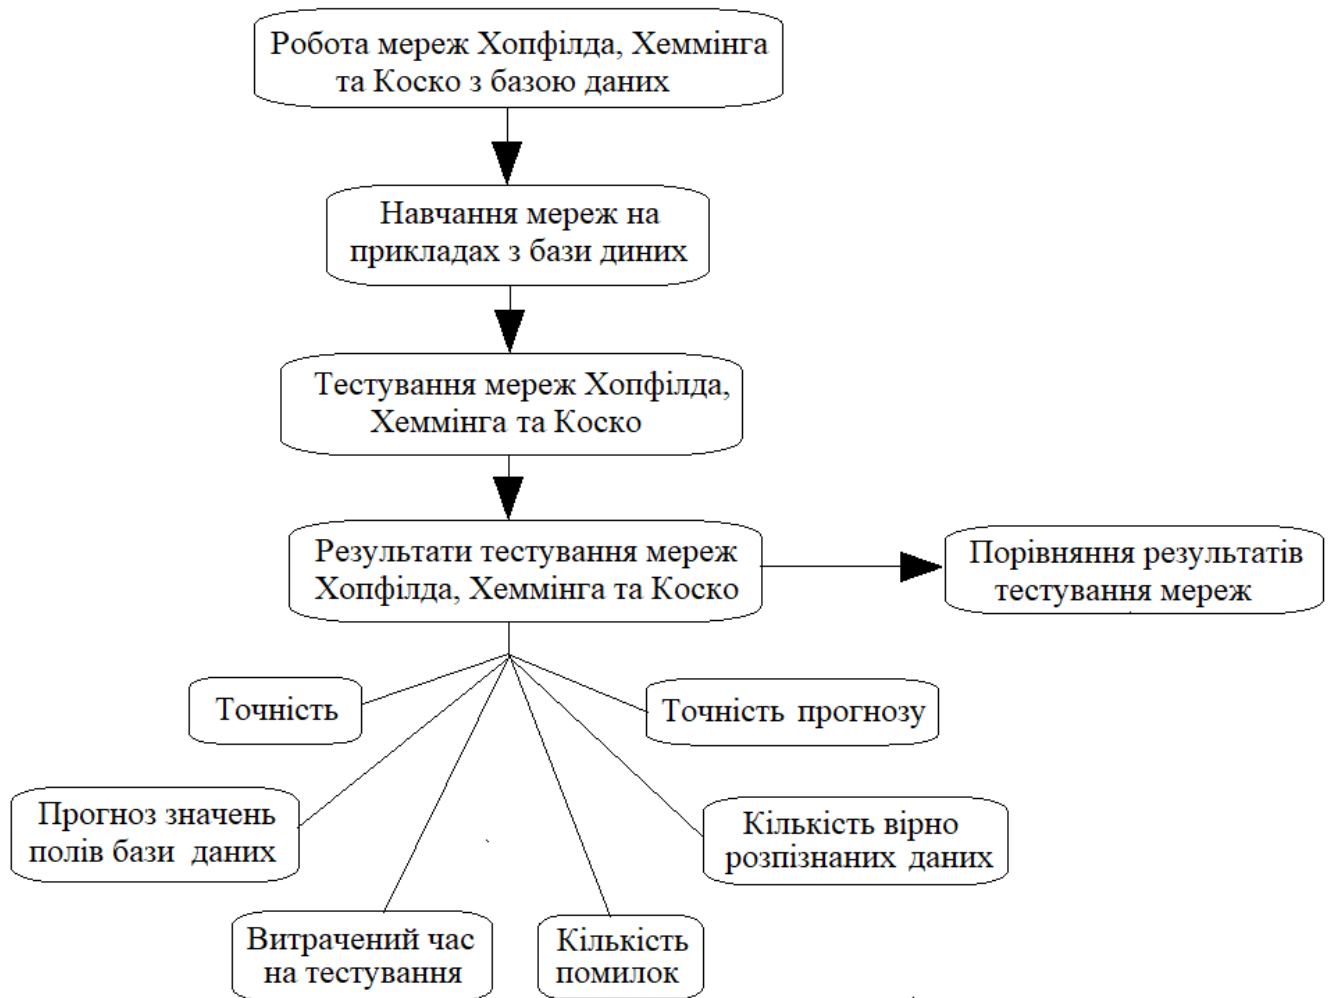 Робота мереж Хопфілда, Хеммінга
та Коско з базою даних
Навчання мереж на
прикладах з бази диних
Тестування мереж Хопфілда,
Хеммінга та Коско
Результати тестування мереж
Хопфілда, Хеммінга та Коско
Порівняння результатів
тестування мереж
Точність
Точність прогнозу
Прогноз значень
полів бази даних
Кількість вірно
розпізнаних даних
Витрачений час
на тестування
Кількість
помилок